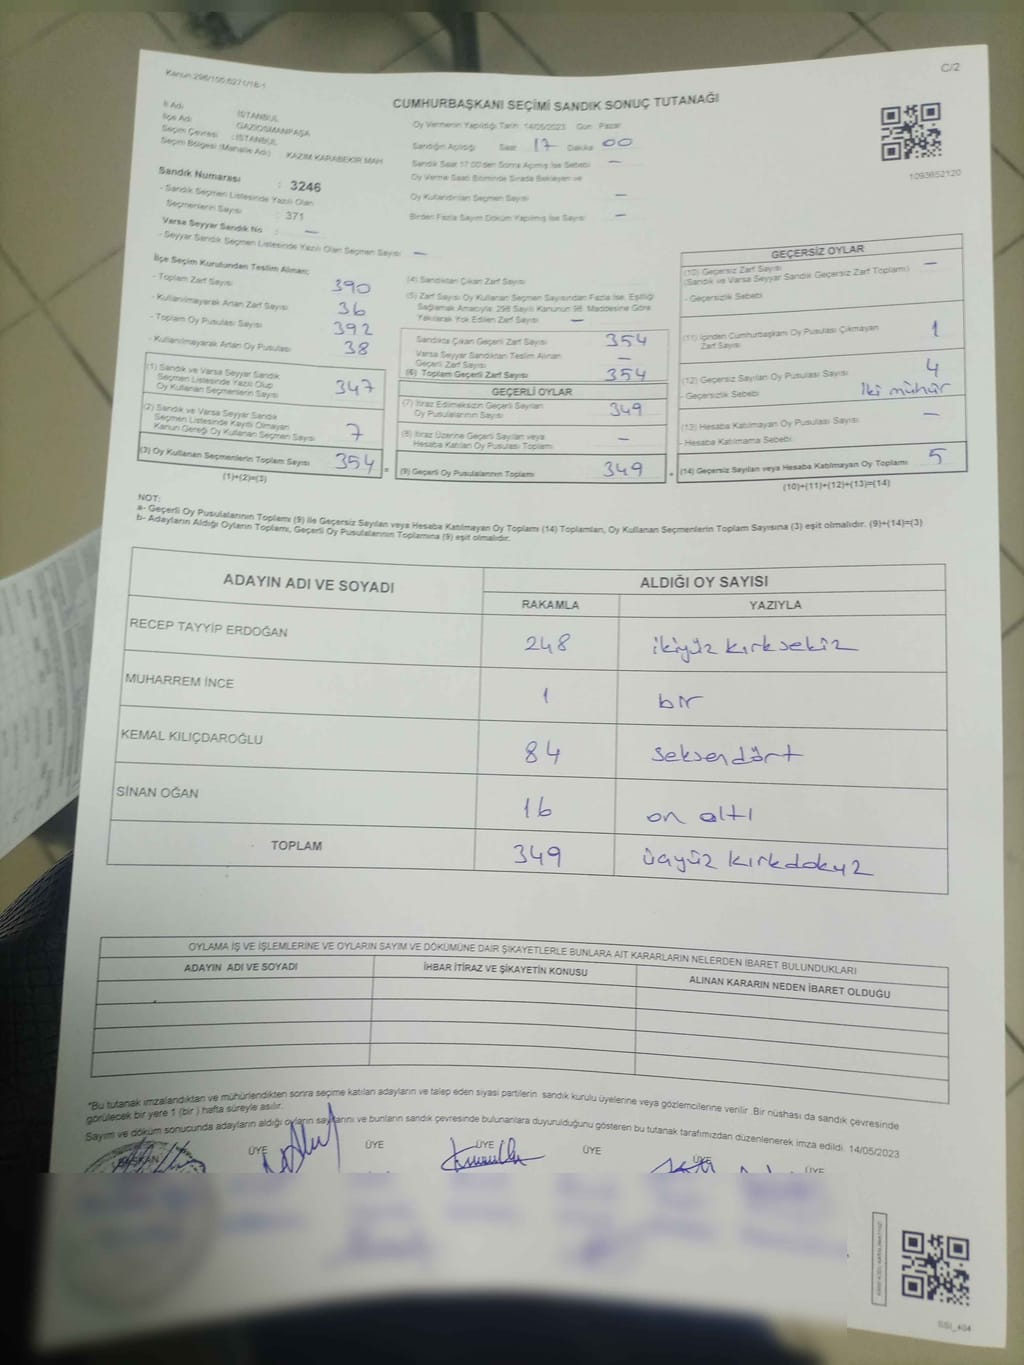 Kanun 298/100,6271/18-1
C/2
CUMHURBAŞKANI SEÇİMİ SANDIK SONUÇ TUTANAĞI
İl Adı : İSTANBUL
İlçe Adı : GAZİOSMANPAŞA
Seçim Çevresi : İSTANBUL
Seçim Bölgesi (Mahalle Adı) : KAZIM KARABEKİR MAH
Sandık Numarası : 3246
- Sandık Seçmen Listesinde Yazılı Olan
Seçmenlerin Sayısı : 371
Varsa Seyyar Sandık No : —
- Seyyar Sandık Seçmen Listesinde Yazılı Olan Seçmen Sayısı : —
Oy Vermenin Yapıldığı Tarih: 14/05/2023 Gün: Pazar
Sandığın Açıldığı Saat 17 Dakika 00
Sandık Saat 17.00'den Sonra Açılmış İse Sebebi —
Oy Verme Saati Bitiminde Sırada Bekleyen ve
Oy Kullandırılan Seçmen Sayısı —
Birden Fazla Sayım Döküm Yapılmış İse Sayısı —
1093652120
İlçe Seçim Kurulundan Teslim Alınan;
- Toplam Zarf Sayısı 390
- Kullanılmayarak Artan Zarf Sayısı 36
- Toplam Oy Pusulası Sayısı 392
- Kullanılmayarak Artan Oy Pusulası 38
(1) Sandık ve Varsa Seyyar Sandık
Seçmen Listesinde Yazılı Olup
Oy Kullanan Seçmenlerin Sayısı 347
(2) Sandık ve Varsa Seyyar Sandık
Seçmen Listesinde Kayıtlı Olmayan
Kanun Gereği Oy Kullanan Seçmen Sayısı 7
(3) Oy Kullanan Seçmenlerin Toplam Sayısı 354 =
(1)+(2)=(3)
(4) Sandıktan Çıkan Zarf Sayısı
(5) Zarf Sayısı Oy Kullanan Seçmen Sayısından Fazla İse, Eşitliği
Sağlamak Amacıyla; 298 Sayılı Kanunun 98. Maddesine Göre
Yakılarak Yok Edilen Zarf Sayısı —
Sandıkta Çıkan Geçerli Zarf Sayısı 354
Varsa Seyyar Sandıktan Teslim Alınan
Geçerli Zarf Sayısı —
(6) Toplam Geçerli Zarf Sayısı 354
GEÇERLİ OYLAR
(7) İtiraz Edilmeksizin Geçerli Sayılan
Oy Pusulalarının Sayısı 349
(8) İtiraz Üzerine Geçerli Sayılan veya
Hesaba Katılan Oy Pusulası Toplamı —
(9) Geçerli Oy Pusulalarının Toplamı 349 +
GEÇERSİZ OYLAR
(10) Geçersiz Zarf Sayısı —
(Sandık ve Varsa Seyyar Sandık Geçersiz Zarf Toplamı)
- Geçersizlik Sebebi
(11) İçinden Cumhurbaşkanı Oy Pusulası Çıkmayan
Zarf Sayısı 1
(12) Geçersiz Sayılan Oy Pusulası Sayısı 4
- Geçersizlik Sebebi İki mühür
(13) Hesaba Katılmayan Oy Pusulası Sayısı —
- Hesaba Katılmama Sebebi
(14) Geçersiz Sayılan veya Hesaba Katılmayan Oy Toplamı 5
(10)+(11)+(12)+(13)=(14)
NOT:
a- Geçerli Oy Pusulalarının Toplamı (9) ile Geçersiz Sayılan veya Hesaba Katılmayan Oy Toplamı (14) Toplamları, Oy Kullanan Seçmenlerin Toplam Sayısına (3) eşit olmalıdır. (9)+(14)=(3)
b- Adayların Aldığı Oyların Toplamı, Geçerli Oy Pusulalarının Toplamına (9) eşit olmalıdır.
ADAYIN ADI VE SOYADI
ALDIĞI OY SAYISI
RAKAMLA YAZIYLA
RECEP TAYYİP ERDOĞAN 248 ikiyüz kırksekiz
MUHARREM İNCE 1 bir
KEMAL KILIÇDAROĞLU 84 seksendört
SİNAN OĞAN 16 on altı
TOPLAM 349 üçyüz kırkdokuz
OYLAMA İŞ VE İŞLEMLERİNE VE OYLARIN SAYIM VE DÖKÜMÜNE DAİR ŞİKAYETLERLE BUNLARA AİT KARARLARIN NELERDEN İBARET BULUNDUKLARI
ADAYIN ADI VE SOYADI İHBAR İTİRAZ VE ŞİKAYETİN KONUSU ALINAN KARARIN NEDEN İBARET OLDUĞU
*Bu tutanak imzalandıktan ve mühürlendikten sonra seçime katılan adayların ve talep eden siyasi partilerin sandık kurulu üyelerine veya gözlemcilerine verilir. Bir nüshası da sandık çevresinde
görülecek bir yere 1 (bir) hafta süreyle asılır.
Sayım ve döküm sonucunda adayların aldığı oyların sayılarını ve bunların sandık çevresinde bulunanlara duyurulduğunu gösteren bu tutanak tarafımızdan düzenlenerek imza edildi. 14/05/2023
BAŞKAN ÜYE ÜYE ÜYE ÜYE ÜYE ÜYE
SSI_404